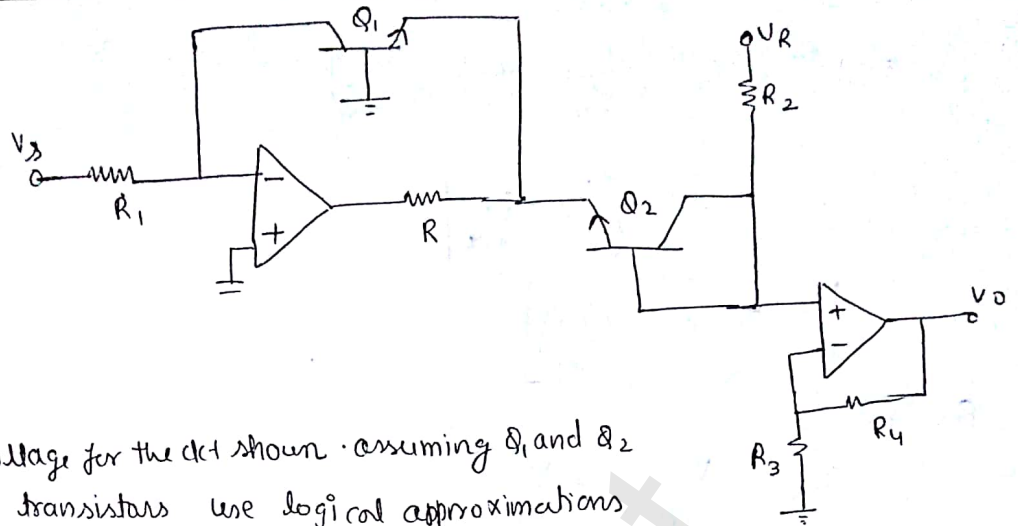 Q1
VR
R2
Vs
R1
R
Q2
-
+
+
-
Vo
R4
R3
for the ckt shown . assuming Q1 and Q2
transistors use logical approximations